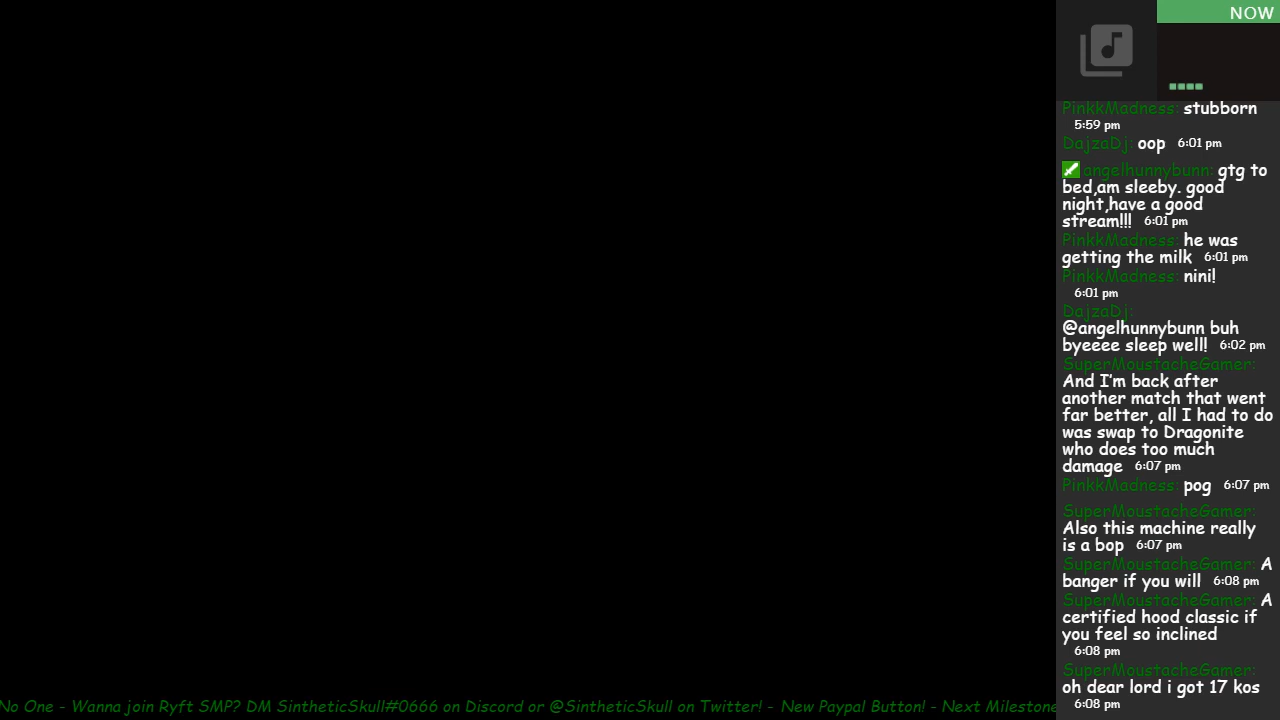 NOW
PinkkMadness: stubborn
5:59 pm
DajzaDj: oop 6:01 pm
angelhunnybunn: gtg to
bed,am sleeby. good
night,have a good
stream!!! 6:01 pm
PinkkMadness: he was
getting the milk 6:01 pm
PinkkMadness: nini!
6:01 pm
DajzaDj:
@angelhunnybunn buh
byeeee sleep well! 6:02 pm
SuperMoustacheGamer:
And I'm back after
another match that went
far better, all I had to do
was swap to Dragonite
who does too much
damage 6:07 pm
PinkkMadness: pog 6:07 pm
SuperMoustacheGamer:
Also this machine really
is a bop 6:07 pm
SuperMoustacheGamer: A
banger if you will 6:08 pm
SuperMoustacheGamer: A
certified hood classic if
you feel so inclined
6:08 pm
SuperMoustacheGamer:
oh dear lord i got 17 kos
6:08 pm
No One - Wanna join Ryft SMP? DM SintheticSkull#0666 on Discord or @SintheticSkull on Twitter! - New Paypal Button! - Next Milestone